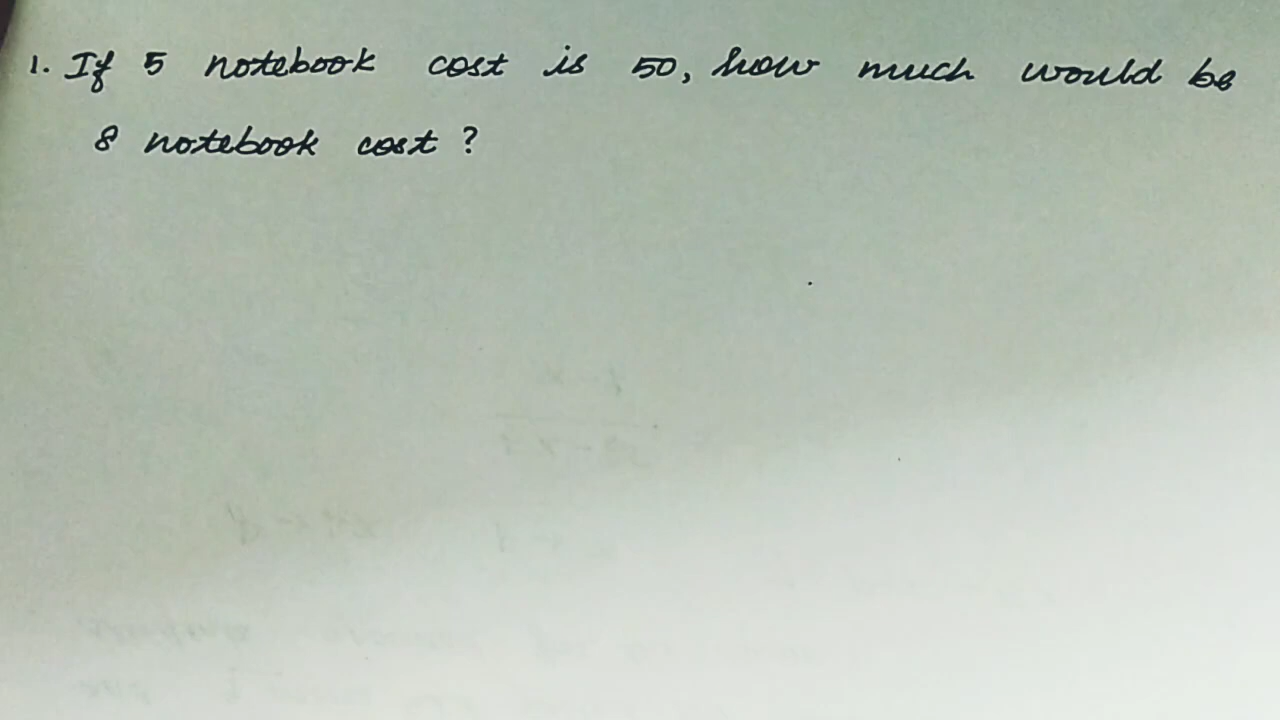 1. If 5 notebook cost is 50, how much would be
8 notebook cost ?